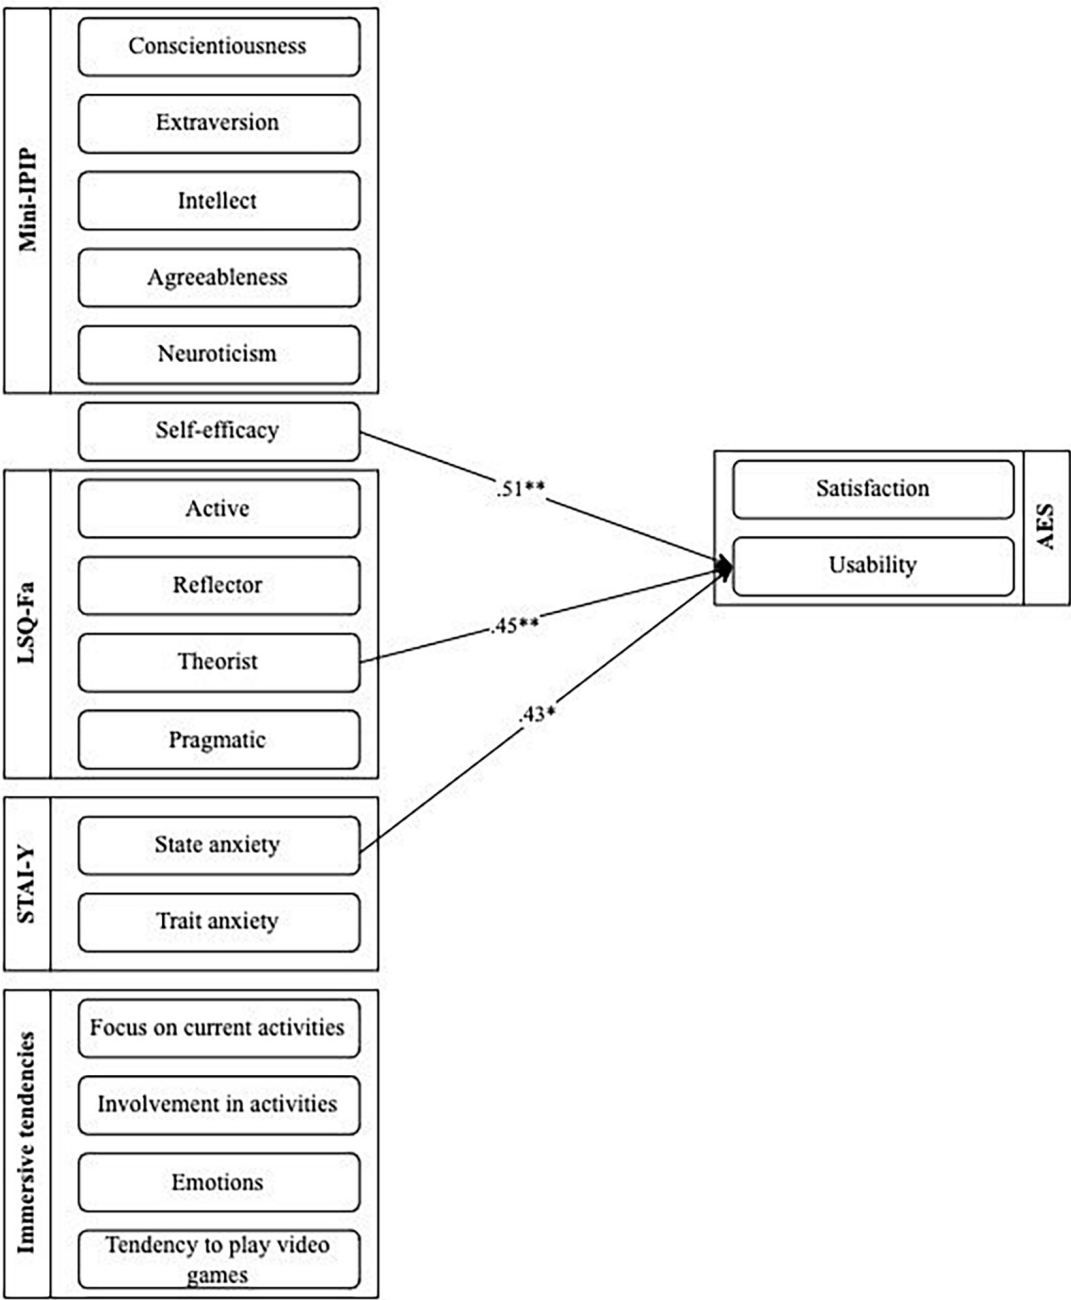 Mini-IPIP
Conscientiousness
Extraversion
Intellect
Agreeableness
Neuroticism
Self-efficacy
LSQ-Fa
Active
Reflector
Theorist
Pragmatic
STAI-Y
State anxiety
Trait anxiety
Immersive tendencies
Focus on current activities
Involvement in activities
Emotions
Tendency to play video
games
.51**
.45**
.43*
Satisfaction
Usability
AES